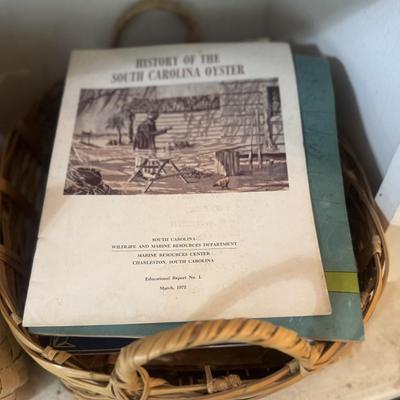 HISTORY OF THE
SOUTH CAROLINA OYSTER
SOUTH CAROLINA
WILDLIFE AND MARINE RESOURCES DEPARTMENT
MARINE RESOURCES CENTER
CHARLESTON, SOUTH CAROLINA
Educational Report No. 1
March, 1972